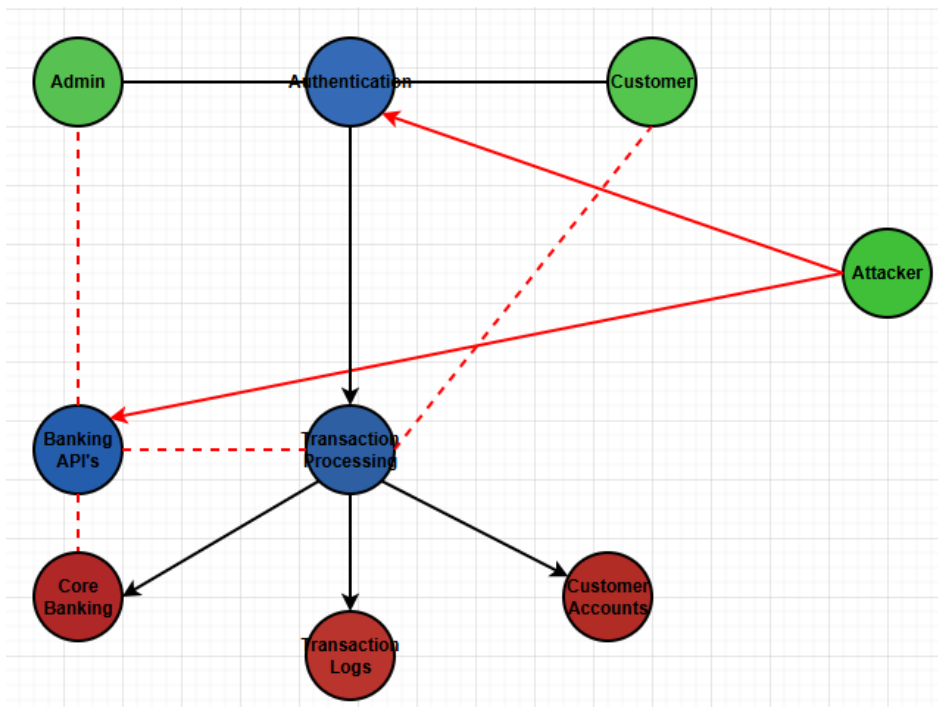 Admin
Authentication
Customer
Attacker
Banking
API's
Transaction
Processing
Core
Banking
Customer
Accounts
Transaction
Logs